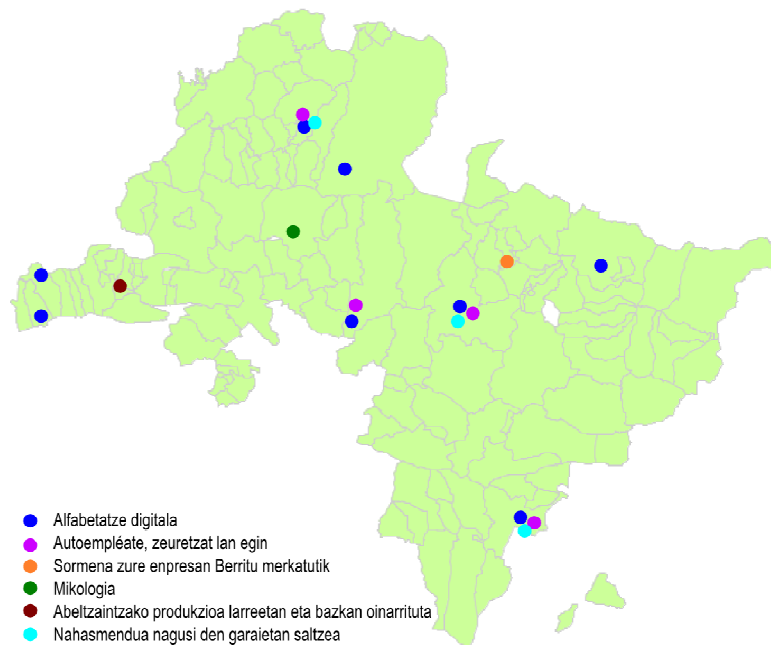 Alfabetatze digitala
Autoempléate, zeuretzat lan egin
Sormena zure enpresan Berritu merkatutik
Mikologia
Abeltzaintzako produkzioa larreetan eta bazkan oinarrituta
Nahasmendua nagusi den garaietan saltzea